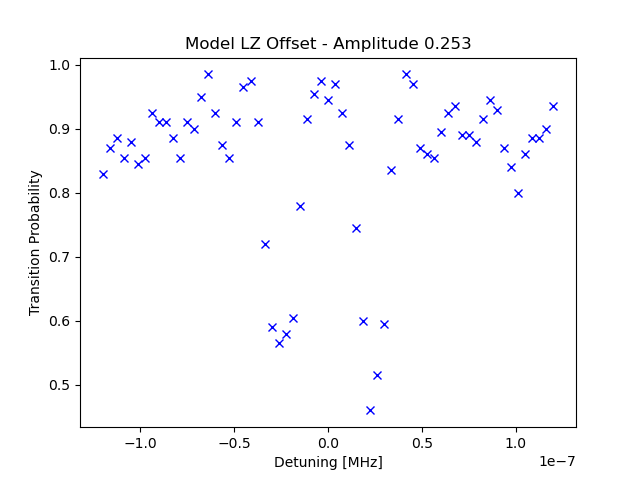 Model LZ Offset - Amplitude 0.253
1.0
0.9
0.8
0.7
0.6
0.5
Transition Probability
−1.0 −0.5 0.0 0.5 1.0
1e−7
Detuning [MHz]